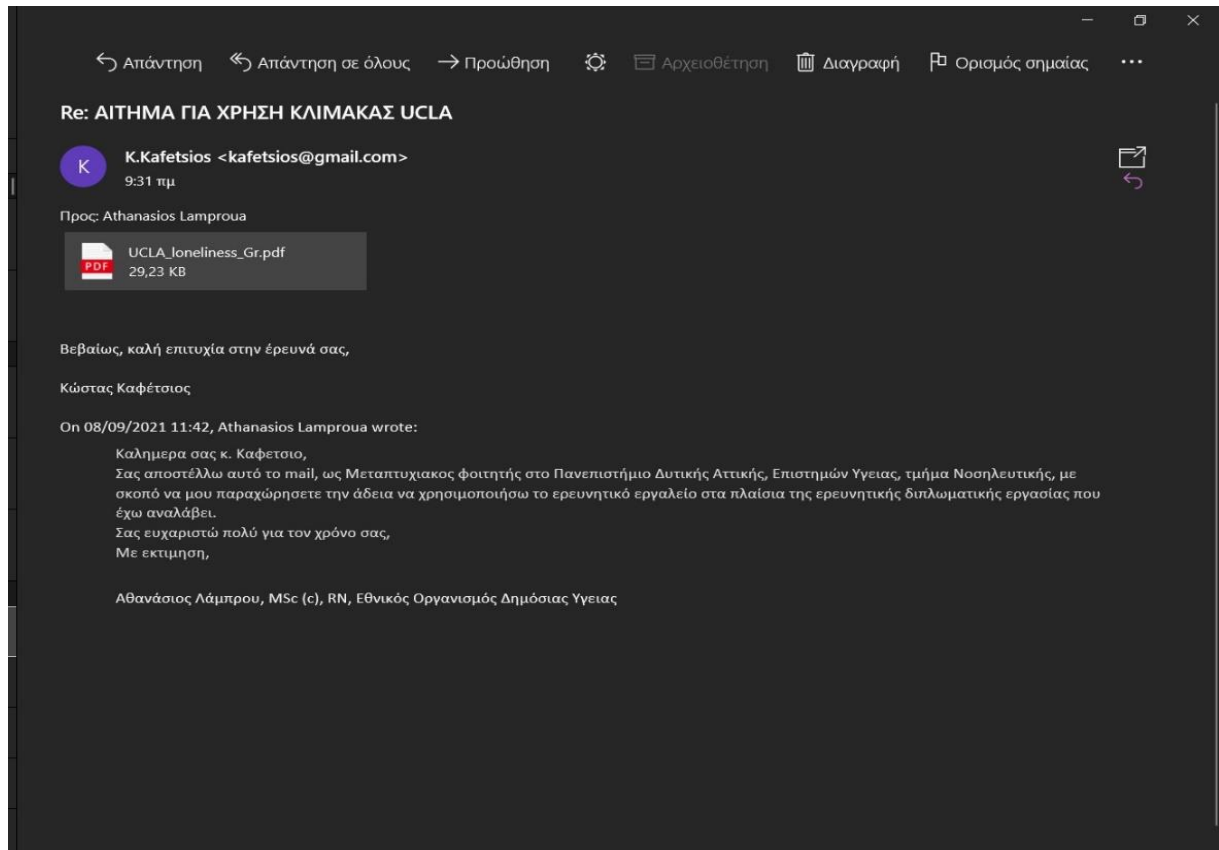 Απάντηση Απάντηση σε όλους Προώθηση Αρχειοθέτηση Διαγραφή Ορισμός σημαίας
Re: ΑΙΤΗΜΑ ΓΙΑ ΧΡΗΣΗ ΚΛΙΜΑΚΑΣ UCLA
K
K.Kafetsios <kafetsios@gmail.com>
9:31 πμ
Προς: Athanasios Lamproua
PDF
UCLA_loneliness_Gr.pdf
29,23 KB
Βεβαίως, καλή επιτυχία στην έρευνά σας,
Κώστας Καφέτσιος
On 08/09/2021 11:42, Athanasios Lamproua wrote:
Καλημερα σας κ. Καφετσιο,
Σας αποστέλλω αυτό το mail, ως Μεταπτυχιακος φοιτητής στο Πανεπιστήμιο Δυτικής Αττικής, Επιστημών Υγειας, τμήμα Νοσηλευτικής, με
σκοπό να μου παραχώρησετε την άδεια να χρησιμοποιήσω το ερευνητικό εργαλείο στα πλαίσια της ερευνητικής διπλωματικής εργασίας που
έχω αναλάβει.
Σας ευχαριστώ πολύ για τον χρόνο σας,
Με εκτιμηση,
Αθανάσιος Λάμπρου, MSc (c), RN, Εθνικός Οργανισμός Δημόσιας Υγειας